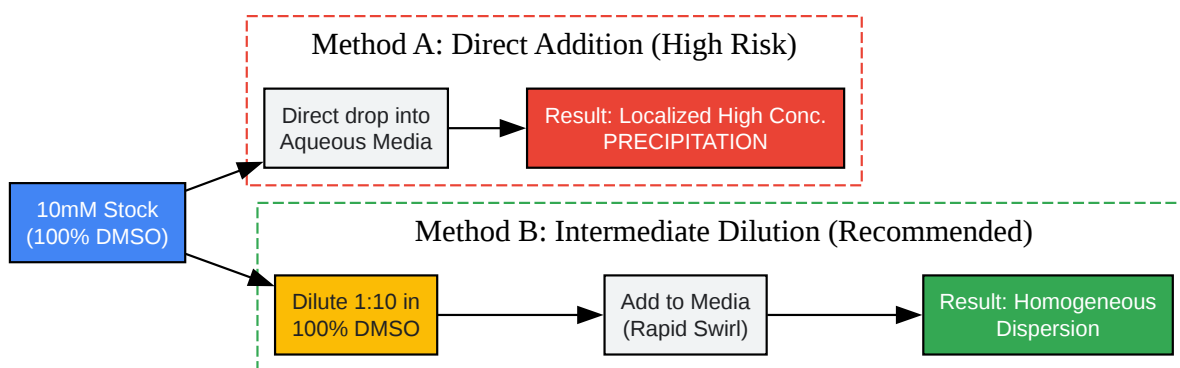 Method A: Direct Addition (High Risk)
Direct drop into
Aqueous Media
Result: Localized High Conc.
PRECIPITATION
10mM Stock
(100% DMSO)
Method B: Intermediate Dilution (Recommended)
Dilute 1:10 in
100% DMSO
Add to Media
(Rapid Swirl)
Result: Homogeneous
Dispersion